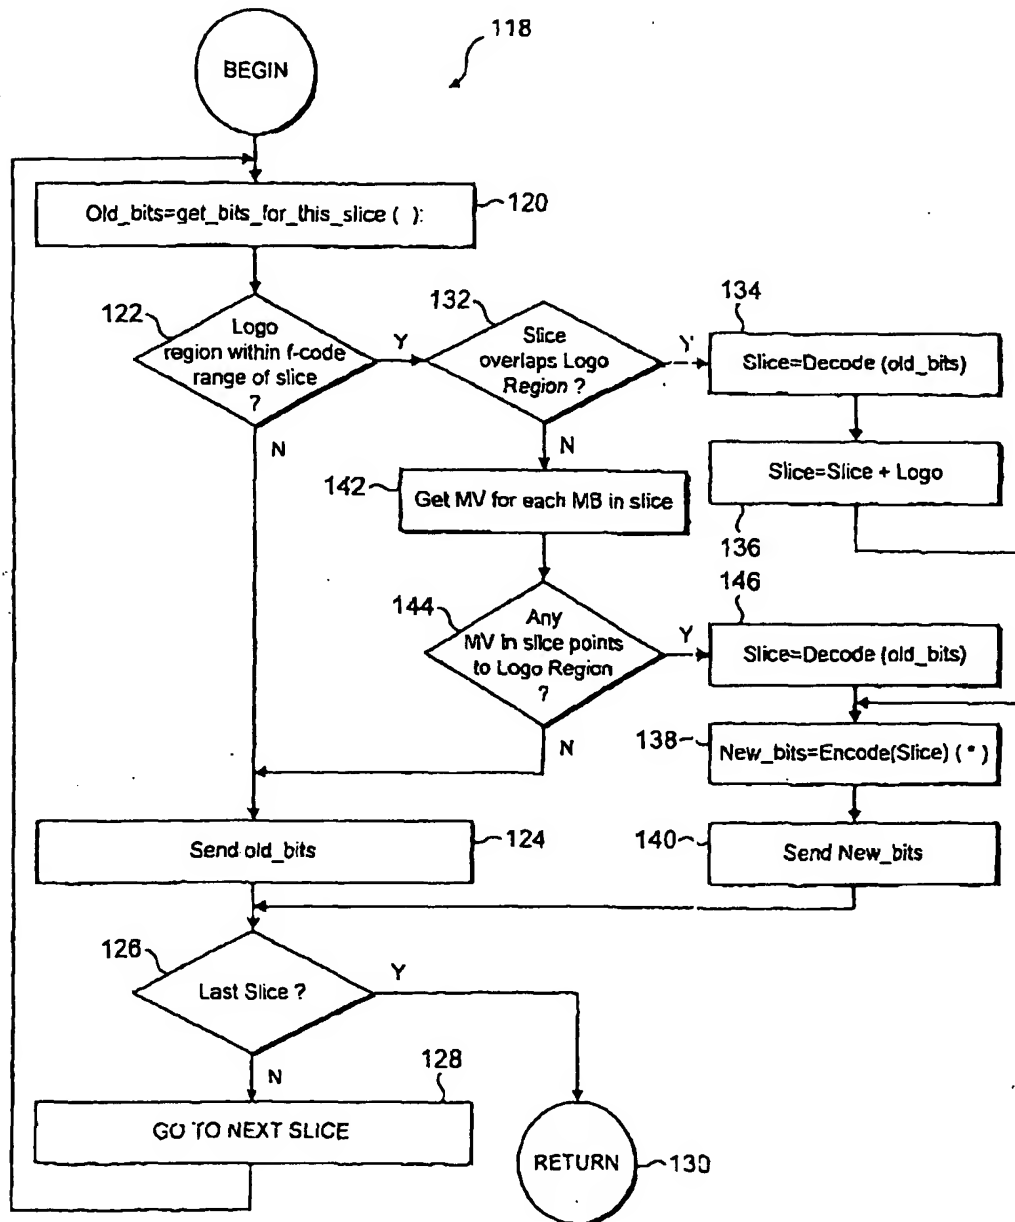 118
BEGIN
Old_bits=get_bits_for_this_slice ( ):
120
122
Logo
region within f-code
range of slice
?
Y
N
132
Slice
overlaps Logo
Region ?
Y
N
134
Slice=Decode (old_bits)
Slice=Slice + Logo
136
142
Get MV for each MB in slice
144
Any
MV in slice points
to Logo Region
?
Y
N
146
Slice=Decode (old_bits)
138
New_bits=Encode(Slice) (*)
140
Send New_bits
Send old_bits
124
126
Last Slice ?
Y
N
128
GO TO NEXT SLICE
RETURN
130